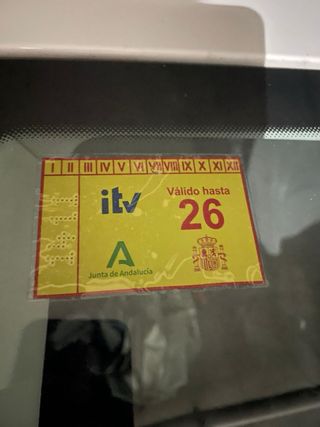 I II III IV V VI VII VIII IX X XI XII
itv
Válido hasta
26
Junta de Andalucía